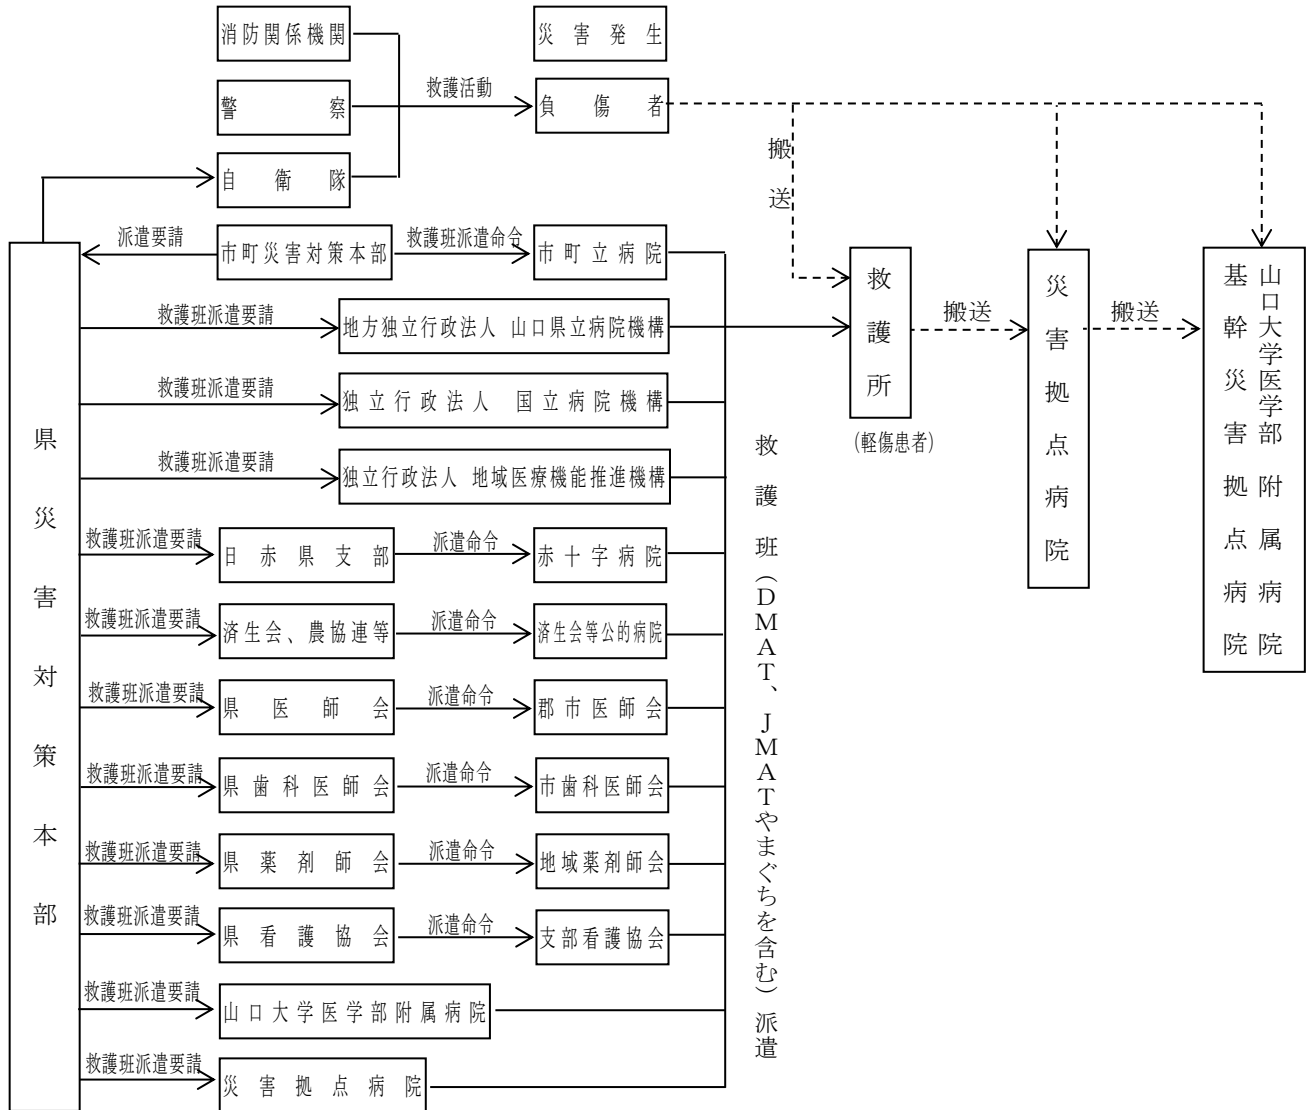 消防関係機関
災害発生
警察
救護活動
負傷者
搬送
自衛隊
派遣要請
市町災害対策本部
救護班派遣命令
市町立病院
県災害対策本部
救護班派遣要請
地方独立行政法人 山口県立病院機構
救護班派遣要請
独立行政法人 国立病院機構
救護班派遣要請
独立行政法人 地域医療機能推進機構
救護班派遣要請
日赤県支部
派遣命令
赤十字病院
救護班派遣要請
済生会、農協連等
派遣命令
済生会等公的病院
救護班派遣要請
県医師会
派遣命令
郡市医師会
救護班派遣要請
県歯科医師会
派遣命令
市歯科医師会
救護班派遣要請
県薬剤師会
派遣命令
地域薬剤師会
救護班派遣要請
県看護協会
派遣命令
支部看護協会
救護班派遣要請
山口大学医学部附属病院
救護班派遣要請
災害拠点病院
救護班(DMAT、JMATやまぐちを含む)派遣
救護所
(軽傷患者)
搬送
災害拠点病院
搬送
山口大学医学部附属病院
基幹災害拠点病院